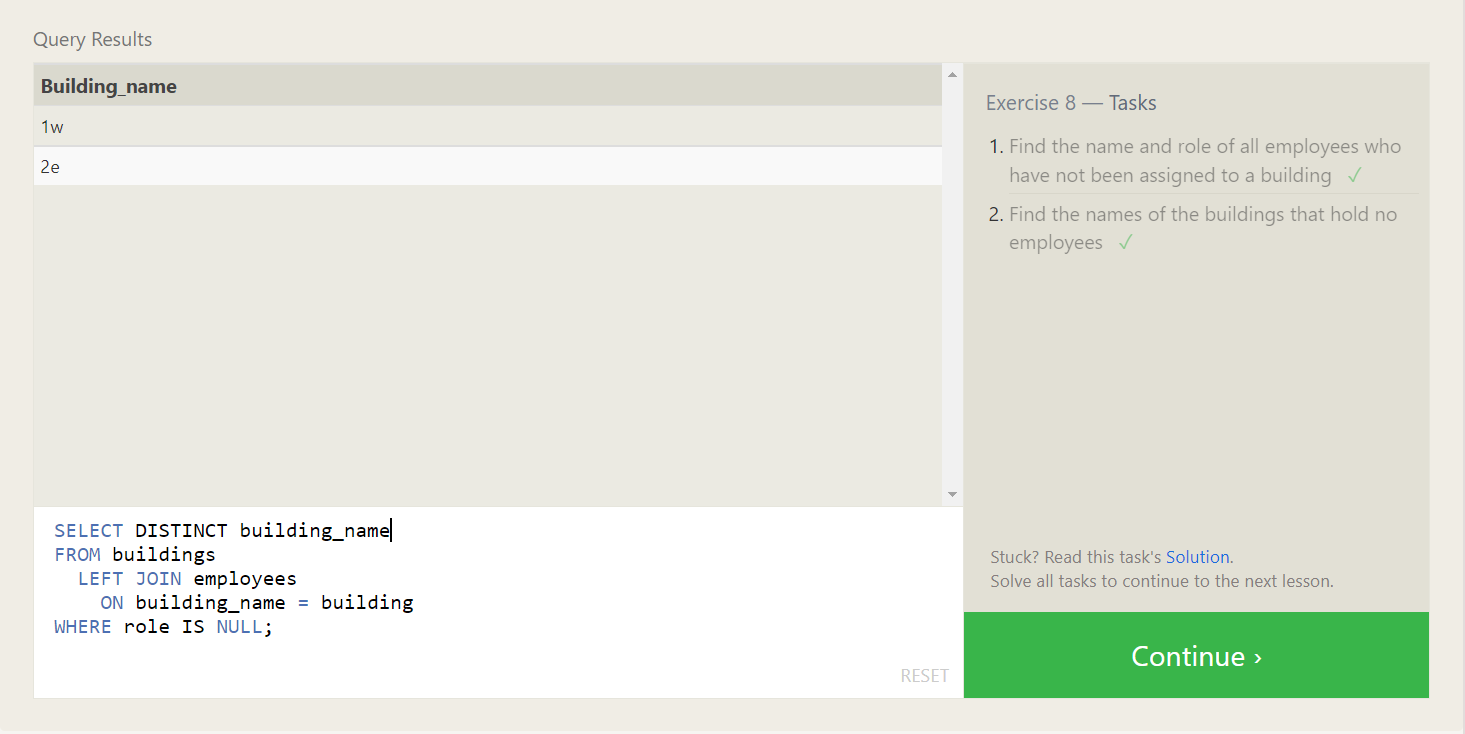 Query Results
Building_name
1w
2e
SELECT DISTINCT building_name
FROM buildings
LEFT JOIN employees
ON building_name = building
WHERE role IS NULL;
RESET
Exercise 8 — Tasks
1. Find the name and role of all employees who
have not been assigned to a building ✓
2. Find the names of the buildings that hold no
employees ✓
Stuck? Read this task's Solution.
Solve all tasks to continue to the next lesson.
Continue ›